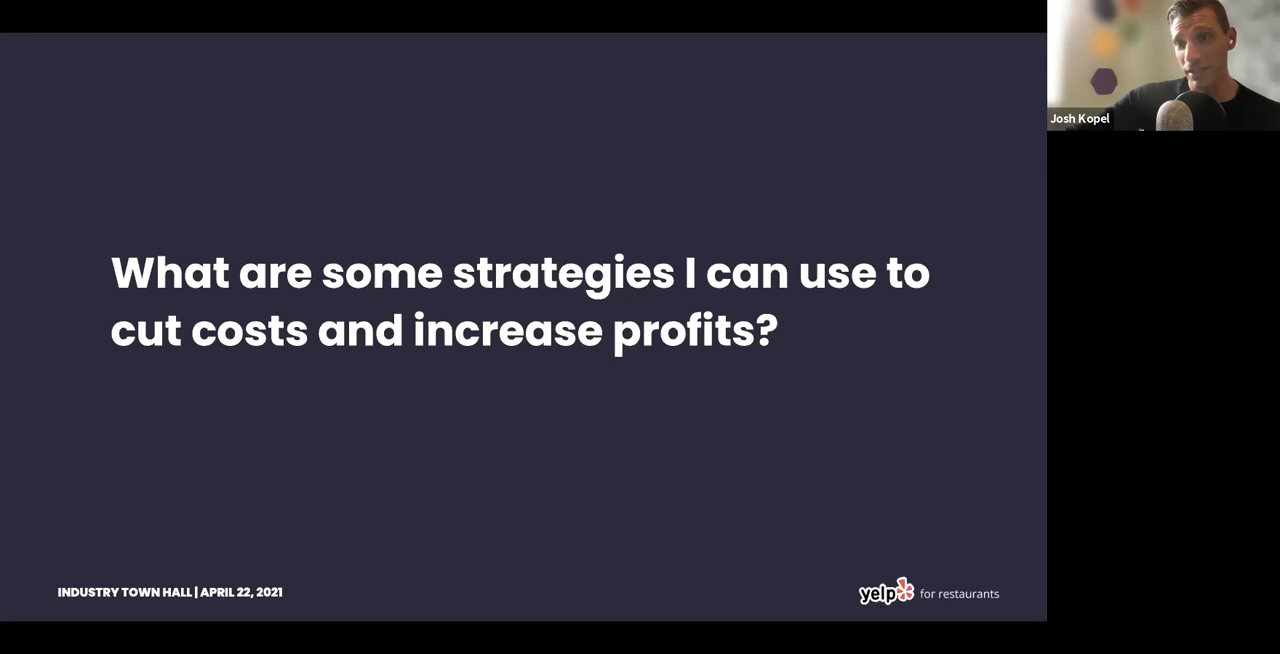 Josh Kopel
What are some strategies I can use to
cut costs and increase profits?
INDUSTRY TOWN HALL | APRIL 22, 2021
yelp for restaurants